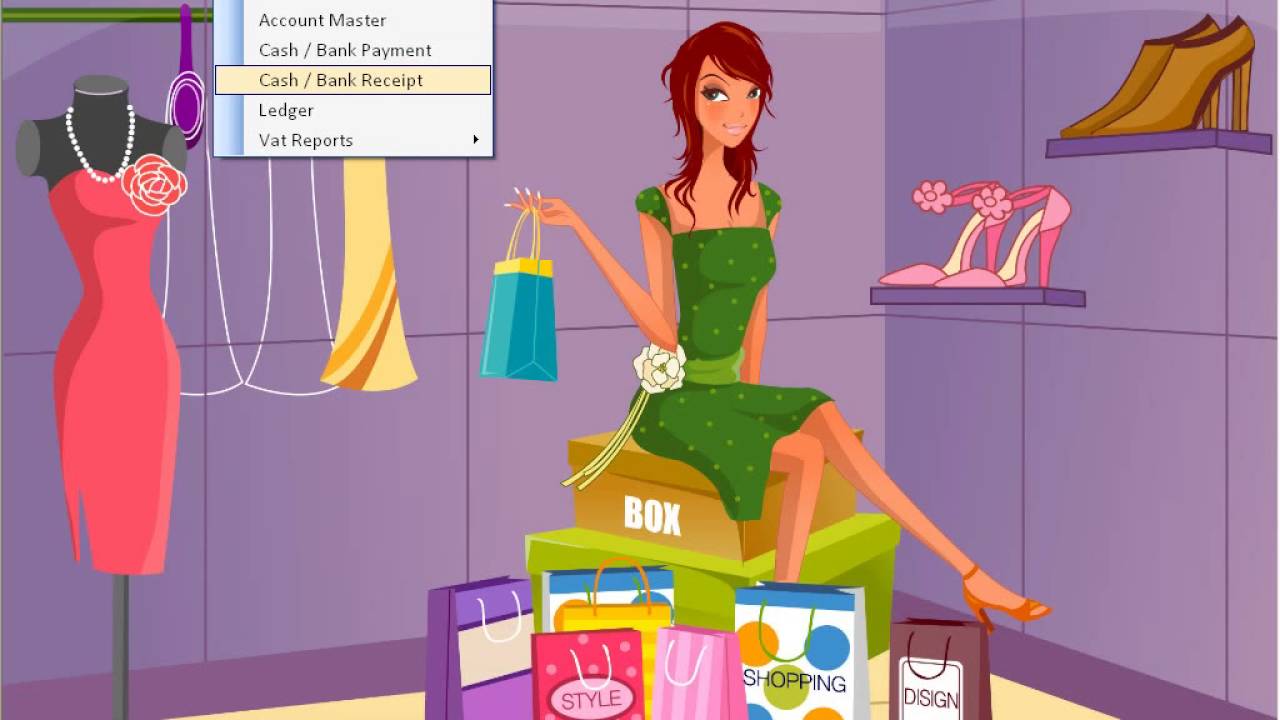 Account Master
Cash / Bank Payment
Cash / Bank Receipt
Ledger
Vat Reports
BOX
STYLE
SHOPPING
DISIGN